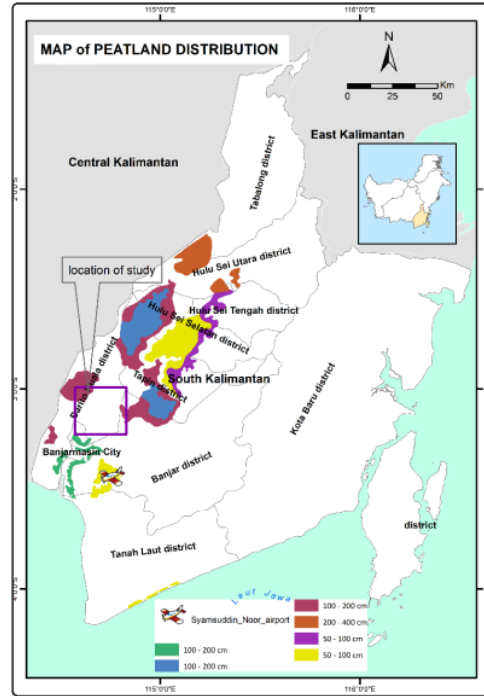 115°0'0"E 116°0'0"E
MAP of PEATLAND DISTRIBUTION
N
Km
0 25 50
East Kalimantan
Central Kalimantan
Tabalong district
location of study
Hulu Sei Utara district
Hulu Sei Tengah district
Hulu Sei Selatan district
Tapin district
South Kalimantan
Kota Baru district
Banjarmasin City
Banjar district
district
Tanah Laut district
Laut Jawa
Syamsuddin_Noor_airport
100 - 200 cm
100 - 200 cm
100 - 200 cm
200 - 400 cm
50 - 100 cm
50 - 100 cm
115°0'0"E 116°0'0"E